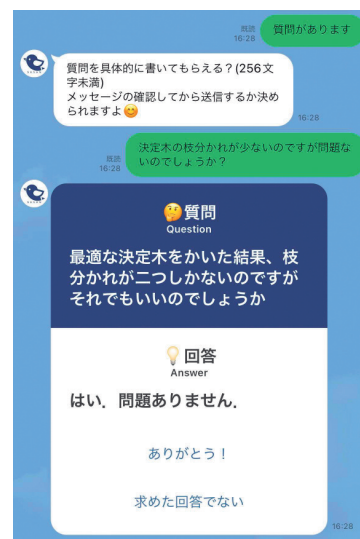 質問があります
既読
16:28
質問を具体的に書いてもらえる？(256文
字未満)
メッセージの確認してから送信するか決め
られますよ😊
16:28
決定木の枝分かれが少ないのですが問題な
いのでしょうか？
既読
16:28
🤔質問
Question
最適な決定木をかいた結果、枝
分かれが二つしかないのですが
それでもいいのでしょうか
💡回答
Answer
はい．問題ありません．
ありがとう！
求めた回答でない
16:28